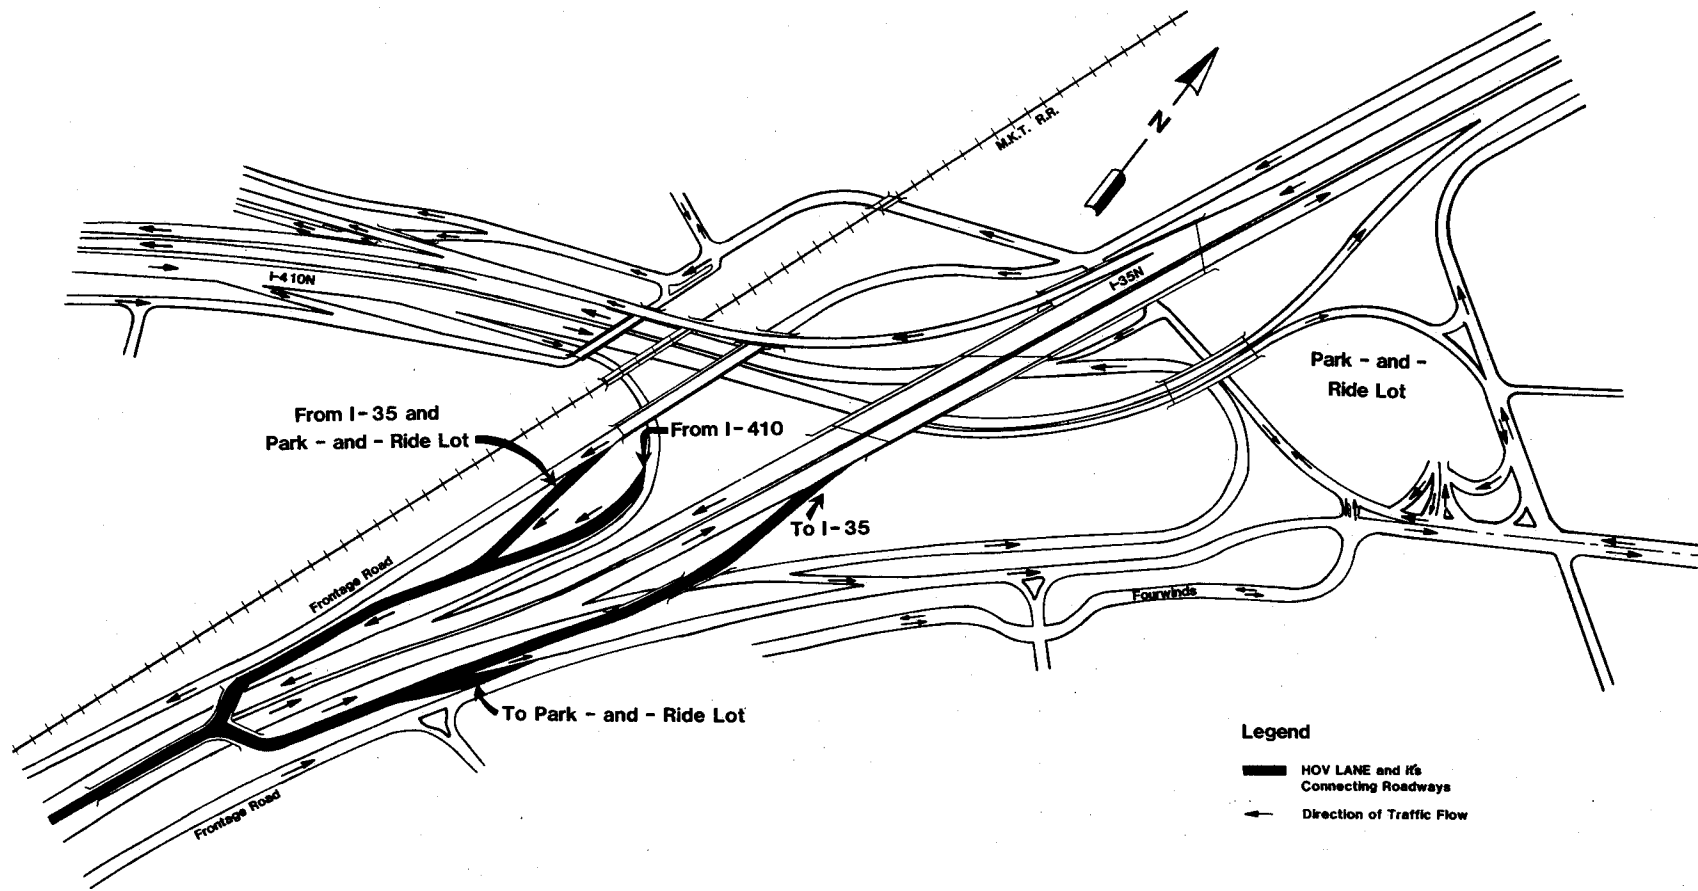 M.K.T. R.R.
N
I-410N
I-35N
Park - and -
Ride Lot
From I-35 and
Park - and - Ride Lot
From I-410
To I-35
Frontage Road
Fourwinds
To Park - and - Ride Lot
Frontage Road
Legend
HOV LANE and it's
Connecting Roadways
Direction of Traffic Flow